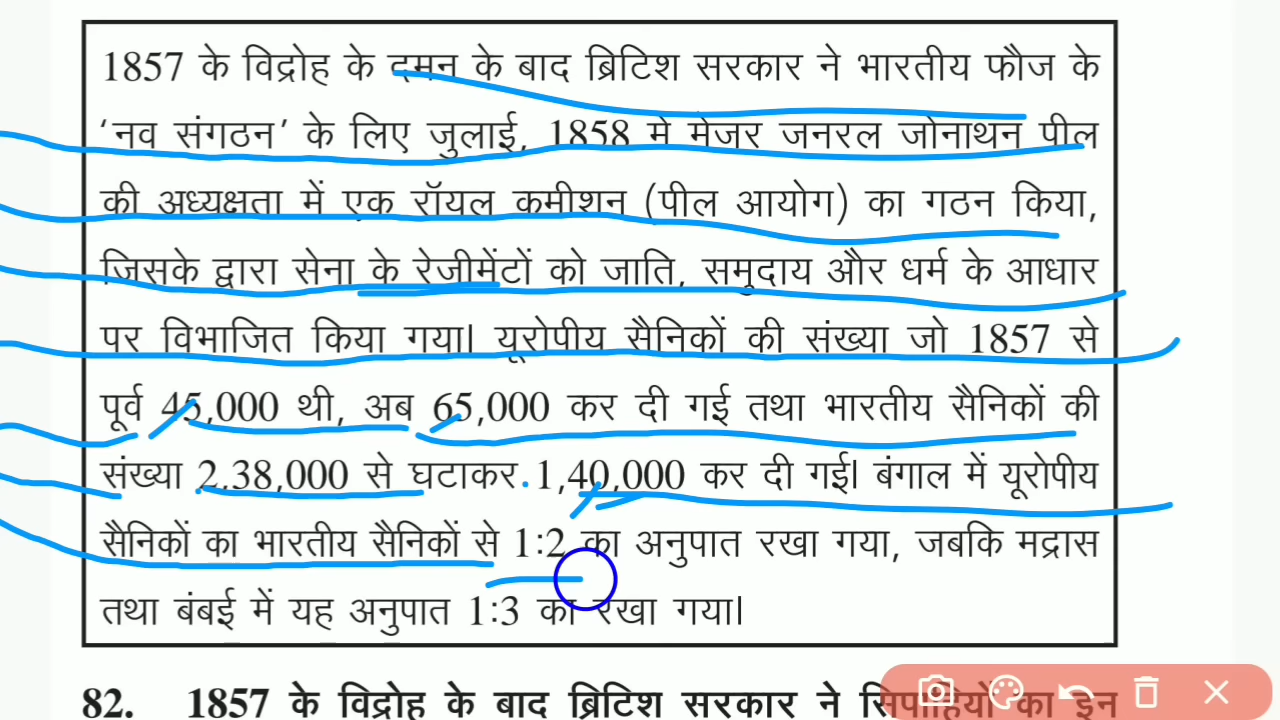 1857 के विद्रोह के दमन के बाद ब्रिटिश सरकार ने भारतीय फौज के
‘नव संगठन’ के लिए जुलाई, 1858 मे मेजर जनरल जोनाथन पील
की अध्यक्षता में एक रॉयल कमीशन (पील आयोग) का गठन किया,
जिसके द्वारा सेना के रेजीमेंटों को जाति, समुदाय और धर्म के आधार
पर विभाजित किया गया। यूरोपीय सैनिकों की संख्या जो 1857 से
पूर्व 45,000 थी, अब 65,000 कर दी गई तथा भारतीय सैनिकों की
संख्या 2,38,000 से घटाकर 1,40,000 कर दी गई। बंगाल में यूरोपीय
सैनिकों का भारतीय सैनिकों से 1:2 का अनुपात रखा गया, जबकि मद्रास
तथा बंबई में यह अनुपात 1:3 का रखा गया।
82. 1857 के विद्रोह के बाद ब्रिटिश सरकार ने सिपाहियों का इन